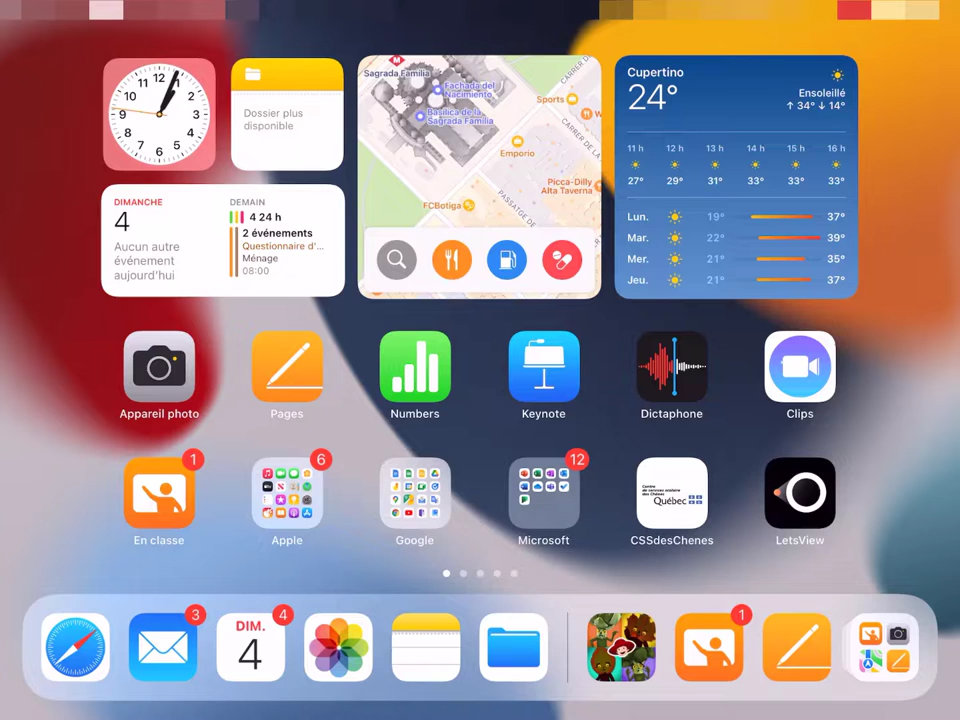 12
11
1
10
2
9
3
8
4
7
5
6
Dossier plus
disponible
DIMANCHE
4
Aucun autre
événement
aujourd'hui
DEMAIN
4 24 h
2 événements
Questionnaire d'...
Ménage
08:00
M
Sagrada Família
Fachada del
Nacimiento
Basílica de la
Sagrada Família
CARRER D
Sports
Emporio
CARRER DE
Picca-Dilly
Alta Taverna
FCBotiga
PASSATGE
Cupertino
24°
Ensoleillé
↑ 34° ↓ 14°
11 h 12 h 13 h 14 h 15 h 16 h
27° 29° 31° 33° 33° 33°
Lun. 19° 37°
Mar. 22° 39°
Mer. 21° 35°
Jeu. 21° 37°
Appareil photo
Pages
Numbers
Keynote
Dictaphone
Clips
1
6
12
Centre
de services scolaire
des Chênes
Québec
En classe
Apple
Google
Microsoft
CSSdesChenes
LetsView
3
4
1
DIM.
4